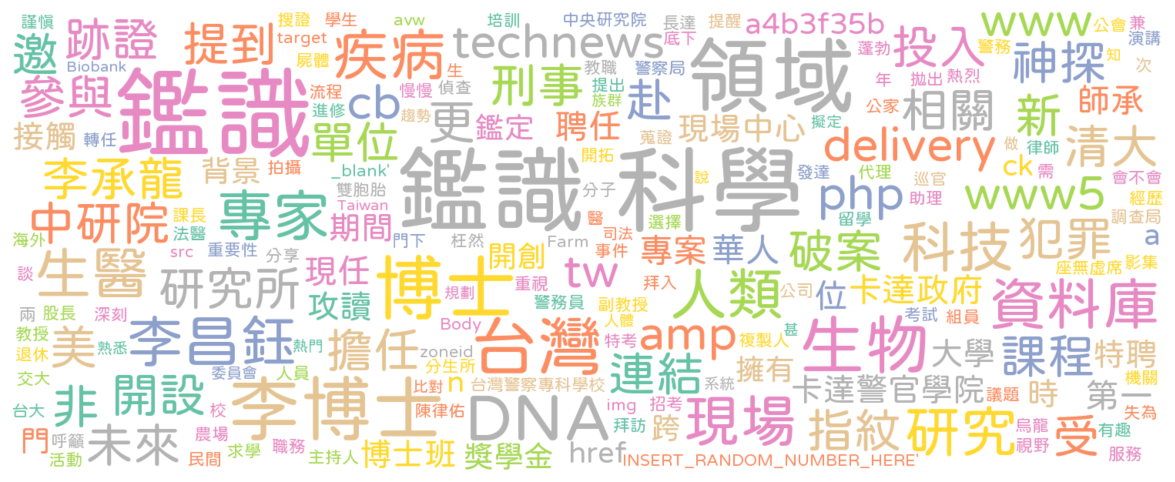 謹慎
搜證
學生
avw
培訓
中央研究院
長達
提醒
a4b3f35b
www
公會
兼
邀
跡證
提到
target
疾病
technews
底下
蓬勃
投入
警務
知
演講
Biobank
屍體
生
教職
警察局
領域
年
拋出
熱烈
神探
次
參與
鑑識
流程
慢慢
偵查
刑事
提出
族群
赴
公家
相關
新
師承
進修
cb
趨勢
更
鑑定
聘任
蒐證
現場中心
擬定
律師
清大
接觸
轉任
單位
開拓
delivery
做
ck
需
李承龍
背景
拍攝
_blank'
鑑識科學
發達
代理
巡官
會不會
雙胞胎
分子
說
php
助理
www5
經歷
中研院
課長
專家
期間
Taiwan
選擇
留學
調查局
法醫
醫
司法
a
海外
src
重要性
分享
門下
枉然
Farm
事件
專案
華人
破案
科技
犯罪
影集
座無虛席
談
生醫
研究所
現任
開創
重視
tw
拜入
攻讀
博士
規劃
警務員
副教授
人類
公司
位
卡達政府
資料庫
兩
股長
深刻
人體
考試
組員
教授
李昌鈺
Body
台灣
特考
amp
複製人
甚
生物
退休
美
熟悉
熱門
擔任
zoneid
分生所
連結
擁有
大學
課程
特聘
委員會
人員
機關
交大
非
開設
李博士
比對
n
台灣警察專科學校
系統
卡達警官學院
議題
時
第一
台大
校
陳律佑
DNA
img
招考
失為
門
未來
農場
拜訪
跨
現場
指紋
研究
烏龍
受
有趣
呼籲
求學
職務
主持人
博士班
獎學金
href
INSERT_RANDOM_NUMBER_HERE'
視野
活動
民間
服務